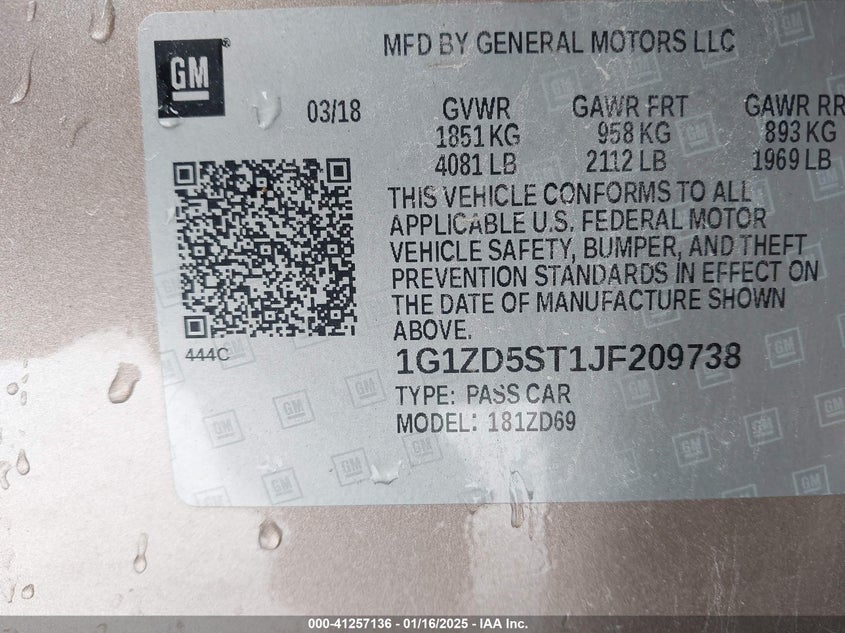 GM
MFD BY GENERAL MOTORS LLC
03/18 GVWR GAWR FRT GAWR RR
1851 KG 958 KG 893 KG
4081 LB 2112 LB 1969 LB
THIS VEHICLE CONFORMS TO ALL
APPLICABLE U.S. FEDERAL MOTOR
VEHICLE SAFETY, BUMPER, AND THEFT
PREVENTION STANDARDS IN EFFECT ON
THE DATE OF MANUFACTURE SHOWN
ABOVE.
444C
1G1ZD5ST1JF209738
TYPE: PASS CAR
MODEL: 181ZD69
000-41257136 - 01/16/2025 - IAA Inc.